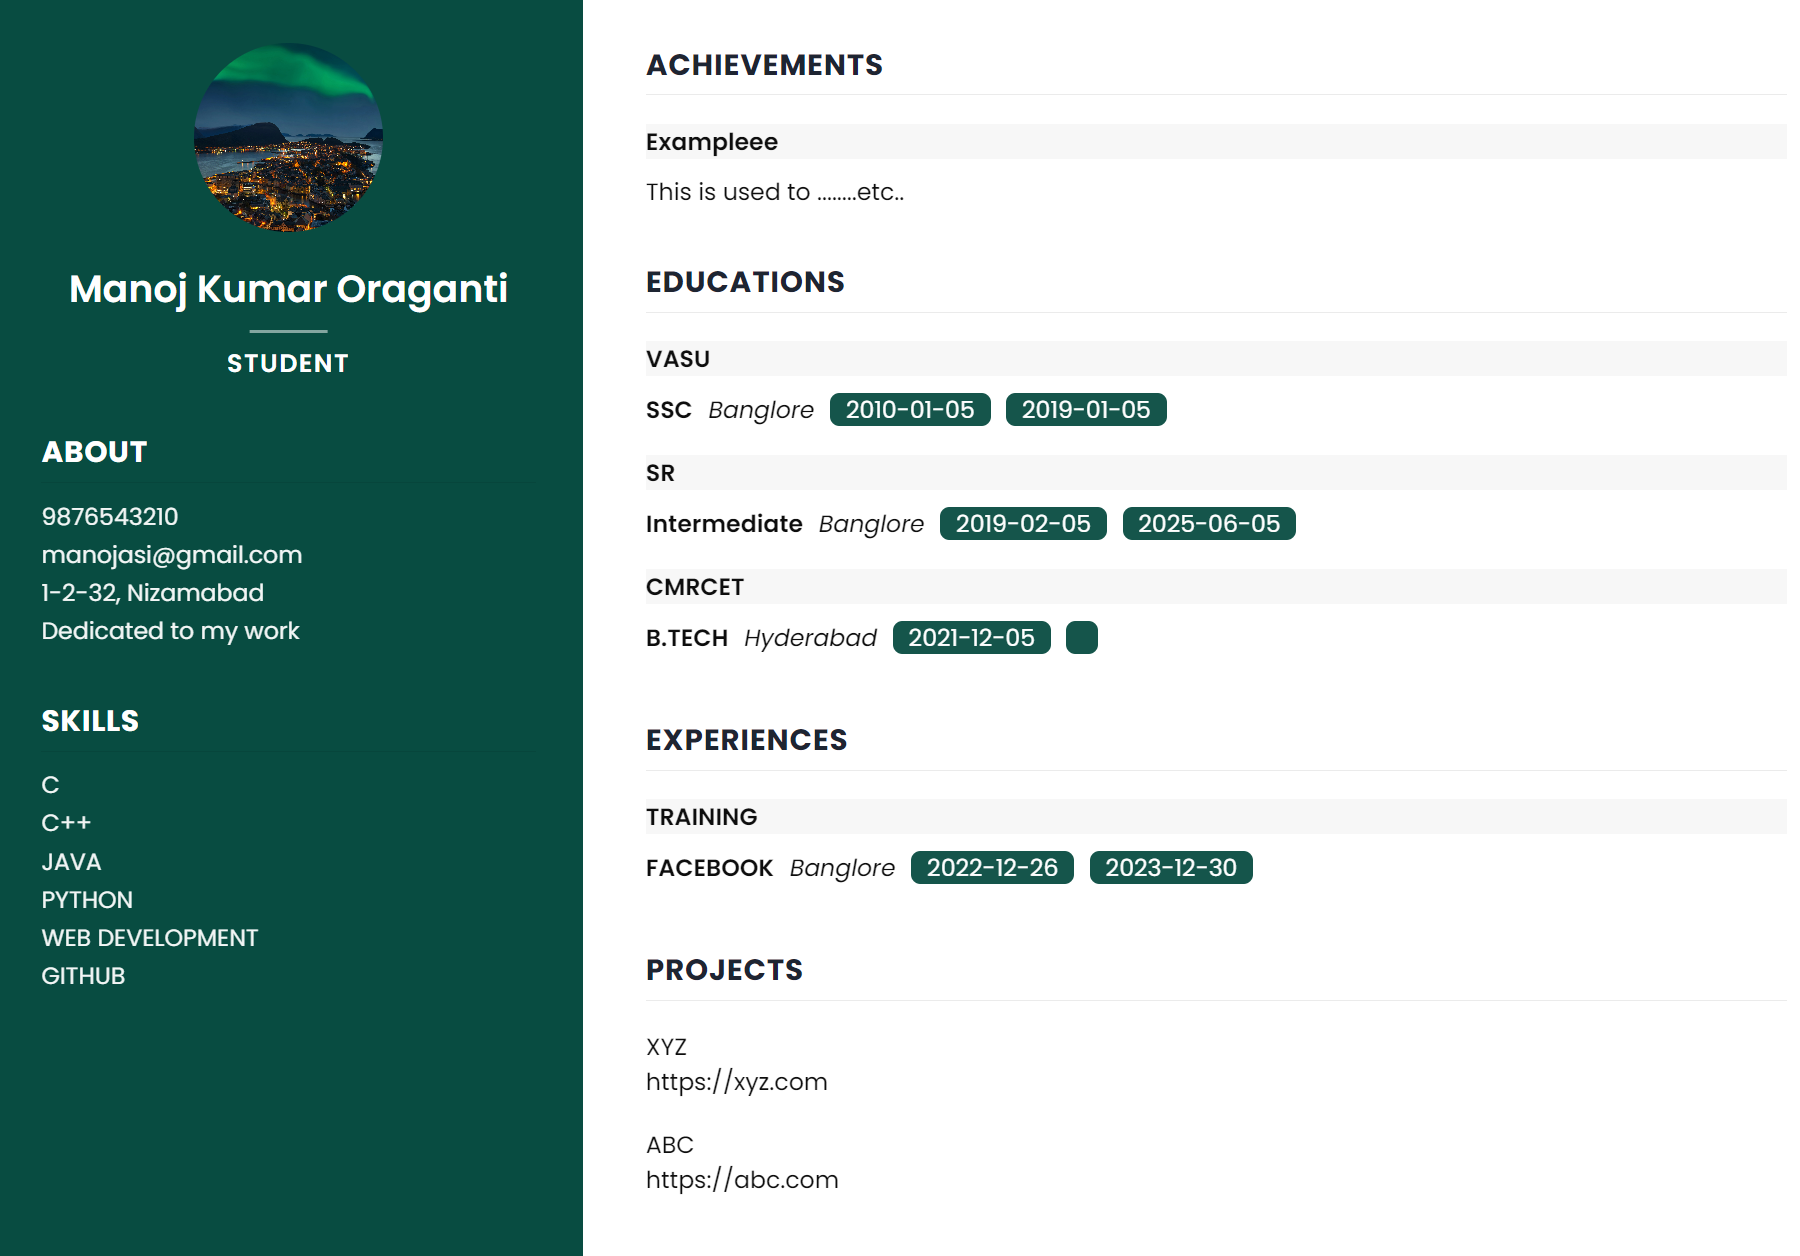 Manoj Kumar Oraganti
STUDENT
ABOUT
9876543210
manojasi@gmail.com
1-2-32, Nizamabad
Dedicated to my work
SKILLS
C
C++
JAVA
PYTHON
WEB DEVELOPMENT
GITHUB
ACHIEVEMENTS
Exampleee
This is used to ........etc..
EDUCATIONS
VASU
SSC Banglore 2010-01-05 2019-01-05
SR
Intermediate Banglore 2019-02-05 2025-06-05
CMRCET
B.TECH Hyderabad 2021-12-05
EXPERIENCES
TRAINING
FACEBOOK Banglore 2022-12-26 2023-12-30
PROJECTS
XYZ
https://xyz.com
ABC
https://abc.com